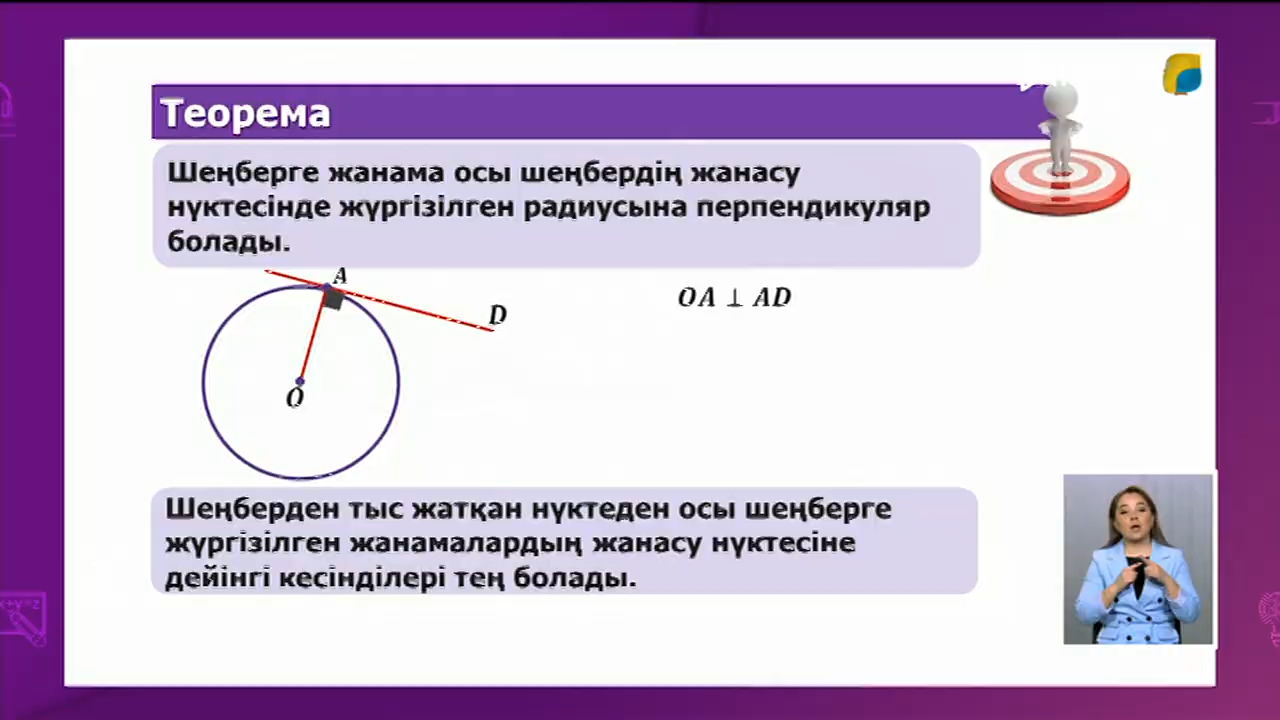 Теорема
Шеңберге жанама осы шеңбердің жанасу
нүктесінде жүргізілген радиусына перпендикуляр
болады.
A
D
O
OA ⊥ AD
Шеңберден тыс жатқан нүктеден осы шеңберге
жүргізілген жанамалардың жанасу нүктесіне
дейінгі кесінділері тең болады.
x+y=z